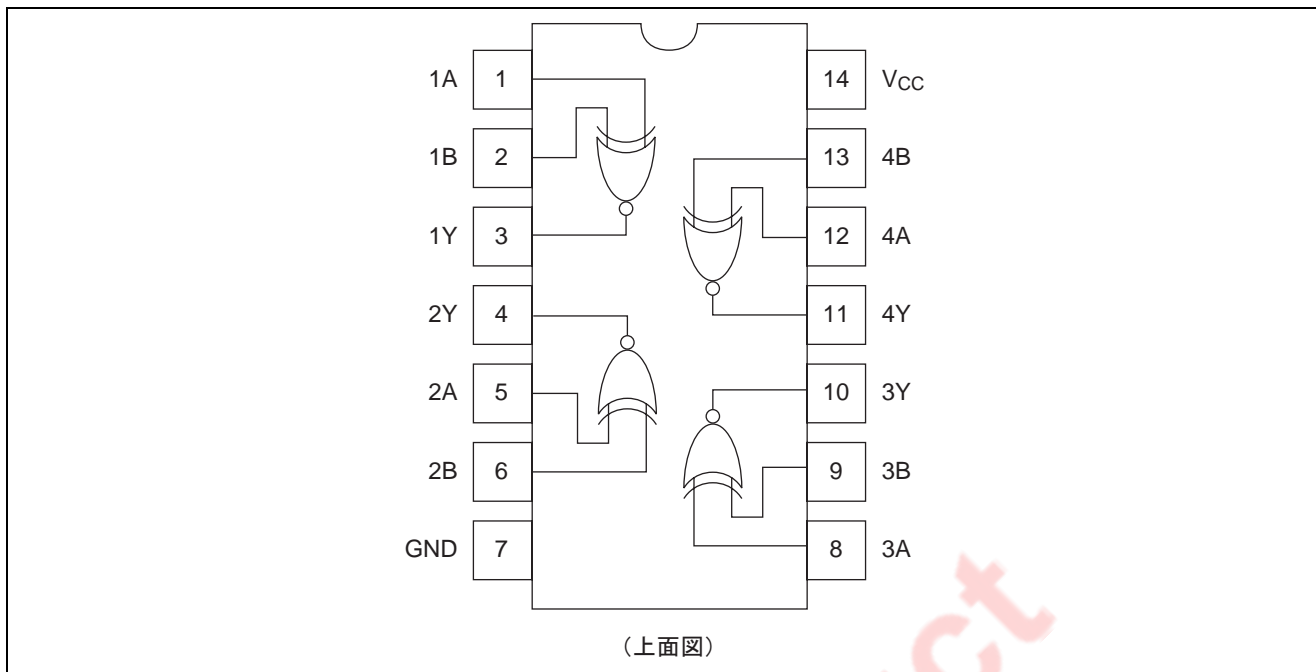 1A 1 14 VCC
1B 2 13 4B
1Y 3 12 4A
2Y 4 11 4Y
2A 5 10 3Y
2B 6 9 3B
GND 7 8 3A
(上面図)
ct